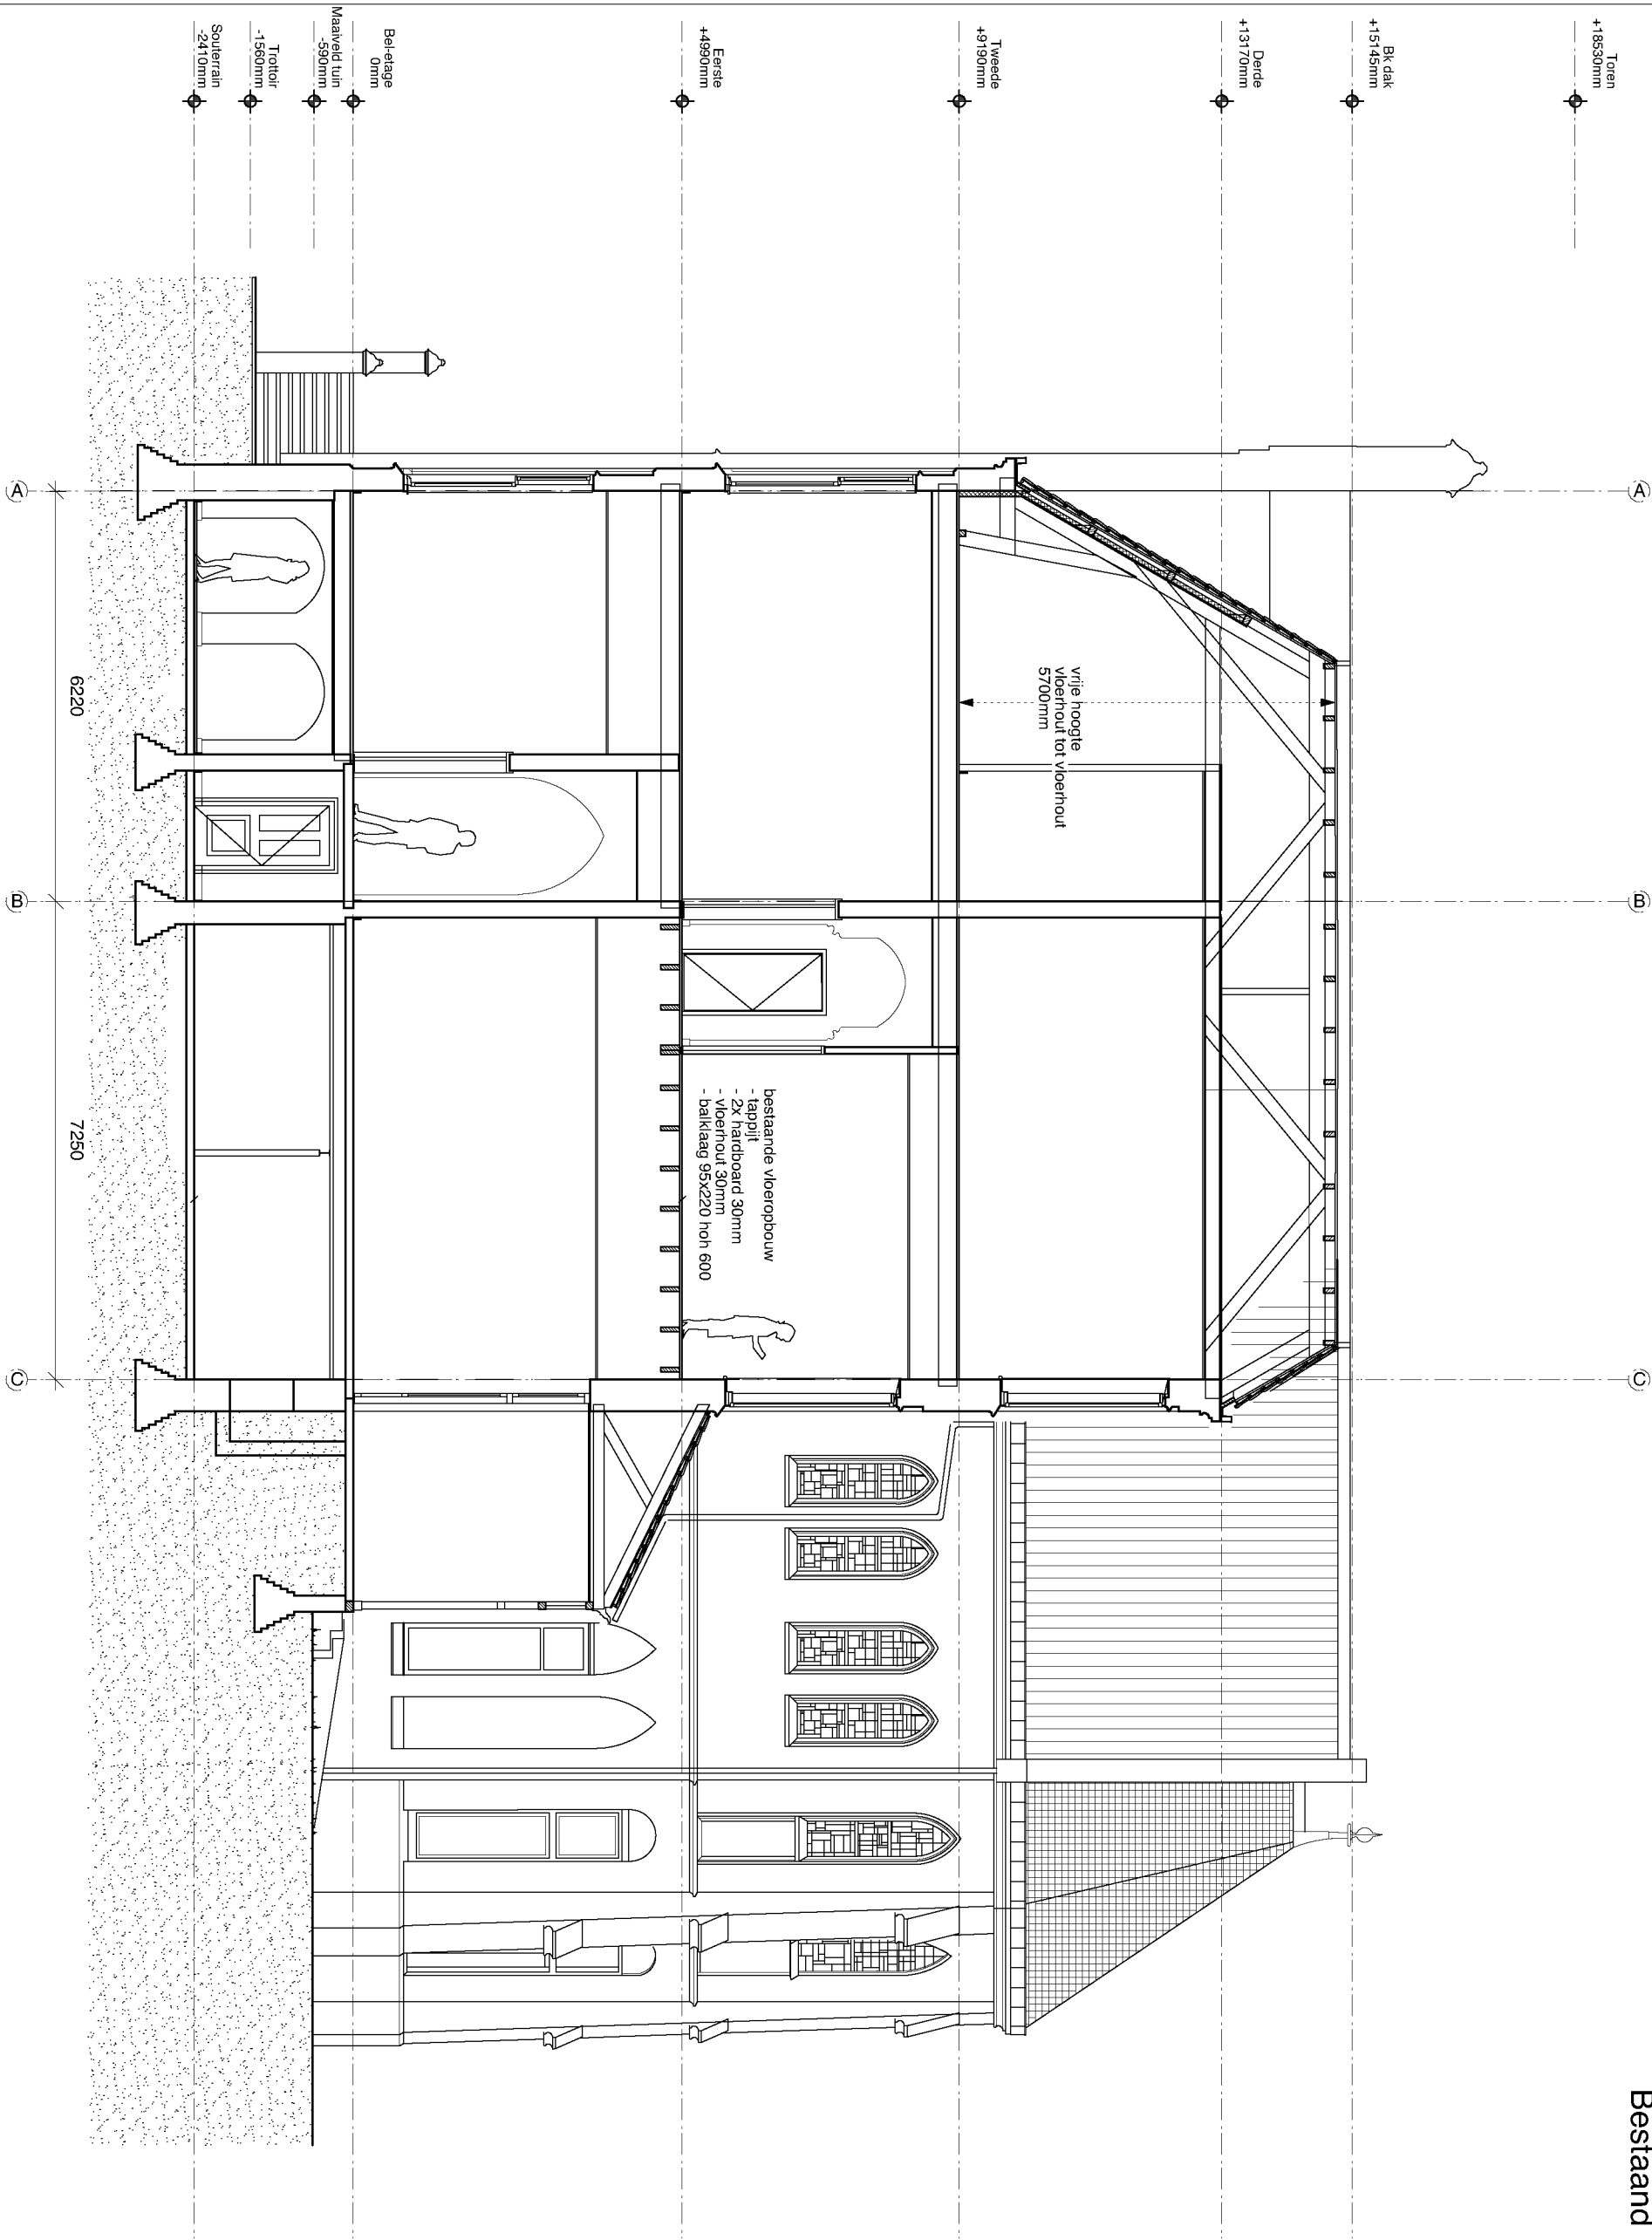 Bestaand
Toren
+18530mm
Bk dak
+15145mm
Derde
+13170mm
Tweede
+9190mm
Eerste
+4990mm
Bel-etage
0mm
Maaiveld tuin
-590mm
Trottoir
-1560mm
Souterrain
-2410mm
A
B
C
vrije hoogte
vloerhout tot vloerhout
5700mm
bestaande vloeropbouw
- tappijt
- 2x hardboard 30mm
- vloerhout 30mm
- balklaag 95x220 hoh 600
6220
7250
A
B
C